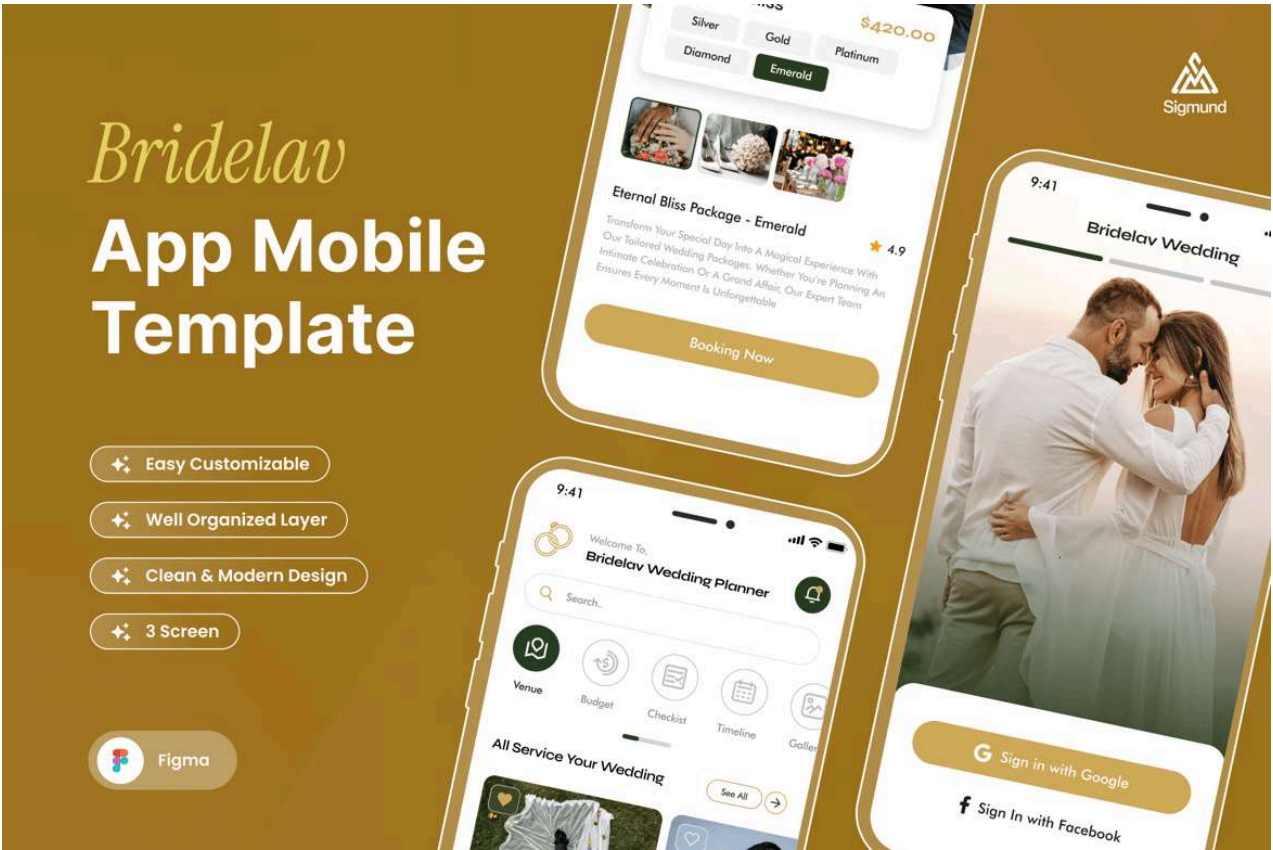 Bridelav
App Mobile
Template
Easy Customizable
Well Organized Layer
Clean & Modern Design
3 Screen
Figma
$420.00
Silver
Gold
Platinum
Diamond
Emerald
Eternal Bliss Package - Emerald
4.9
Transform Your Special Day Into A Magical Experience With
Our Tailored Wedding Packages. Whether You're Planning An
Intimate Celebration Or A Grand Affair, Our Expert Team
Ensures Every Moment Is Unforgettable
Booking Now
9:41
Welcome To,
Bridelav Wedding Planner
Search..
Venue
Budget
Checkist
Timeline
All Service Your Wedding
See All
Sigmund
9:41
Bridelav Wedding
G Sign in with Google
f Sign In with Facebook